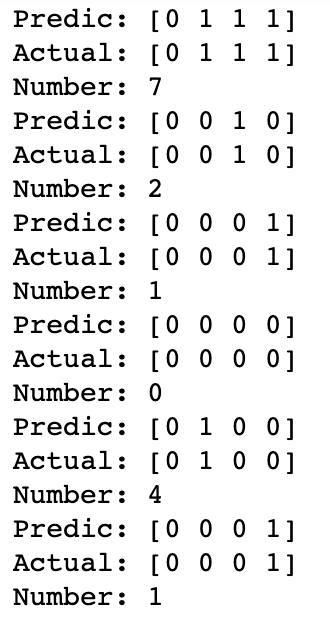 Predic: [0 1 1 1]
Actual: [0 1 1 1]
Number: 7
Predic: [0 0 1 0]
Actual: [0 0 1 0]
Number: 2
Predic: [0 0 0 1]
Actual: [0 0 0 1]
Number: 1
Predic: [0 0 0 0]
Actual: [0 0 0 0]
Number: 0
Predic: [0 1 0 0]
Actual: [0 1 0 0]
Number: 4
Predic: [0 0 0 1]
Actual: [0 0 0 1]
Number: 1